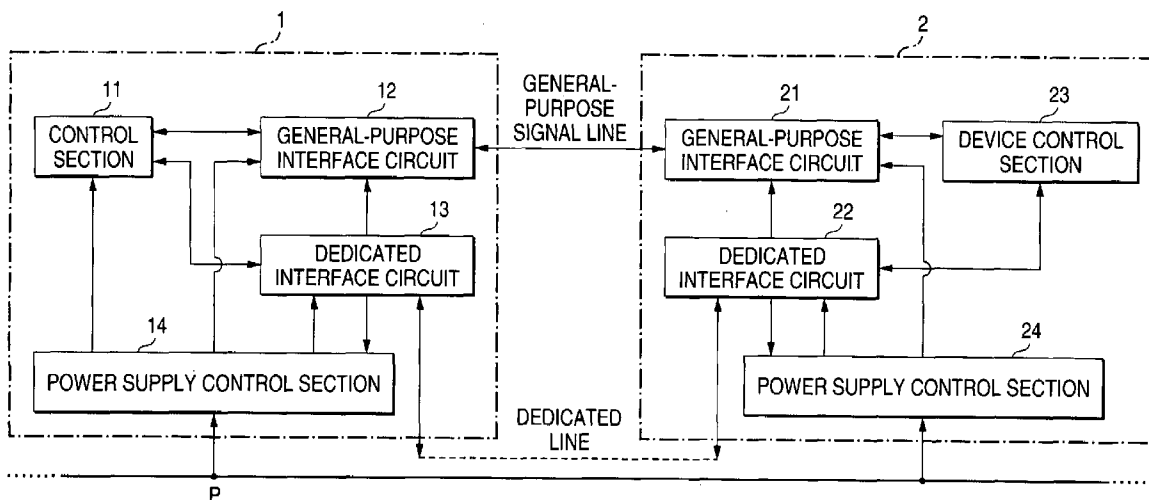 1
2
11
CONTROL
SECTION
12
GENERAL-PURPOSE
INTERFACE CIRCUIT
GENERAL-
PURPOSE
SIGNAL LINE
21
GENERAL-PURPOSE
INTERFACE CIRCUIT
23
DEVICE CONTROL
SECTION
13
DEDICATED
INTERFACE CIRCUIT
22
DEDICATED
INTERFACE CIRCUIT
14
POWER SUPPLY CONTROL SECTION
24
POWER SUPPLY CONTROL SECTION
DEDICATED
LINE
P